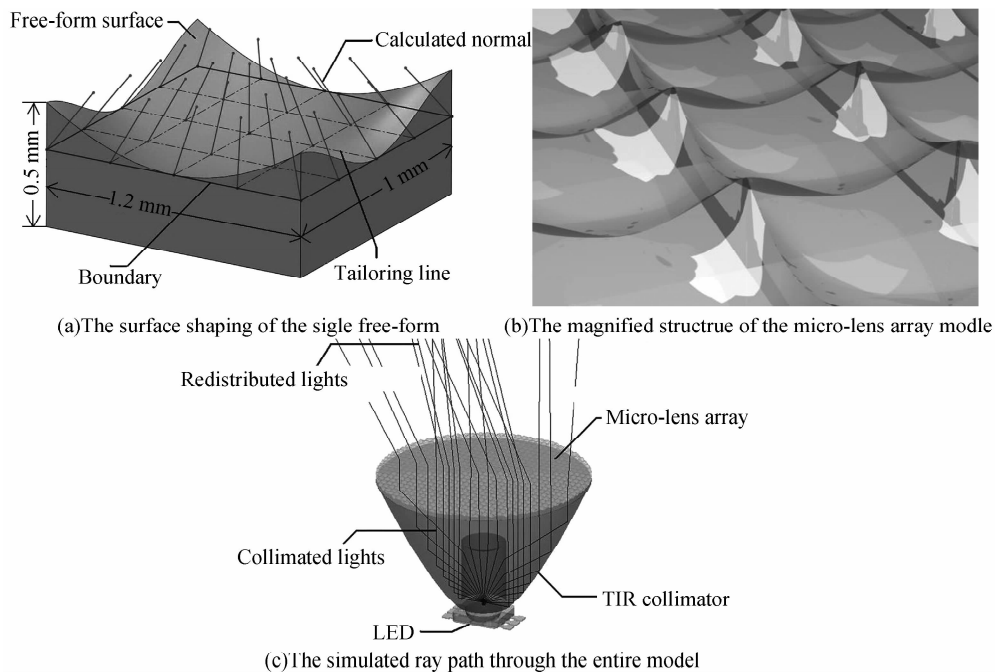 Free-form surface
Calculated normal
0.5 mm
1.2 mm
1 mm
Boundary
Tailoring line
(a)The surface shaping of the sigle free-form
(b)The magnified structrue of the micro-lens array modle
Redistributed lights
Micro-lens array
Collimated lights
TIR collimator
LED
(c)The simulated ray path through the entire model